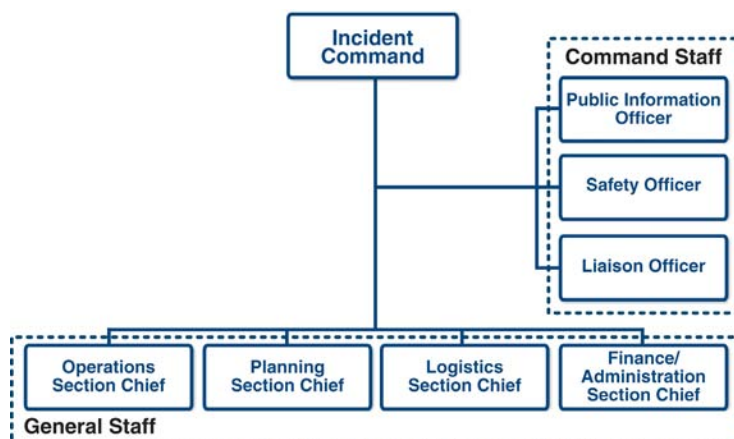 Incident
Command
Command Staff
Public Information
Officer
Safety Officer
Liaison Officer
Operations
Section Chief
Planning
Section Chief
Logistics
Section Chief
Finance/
Administration
Section Chief
General Staff